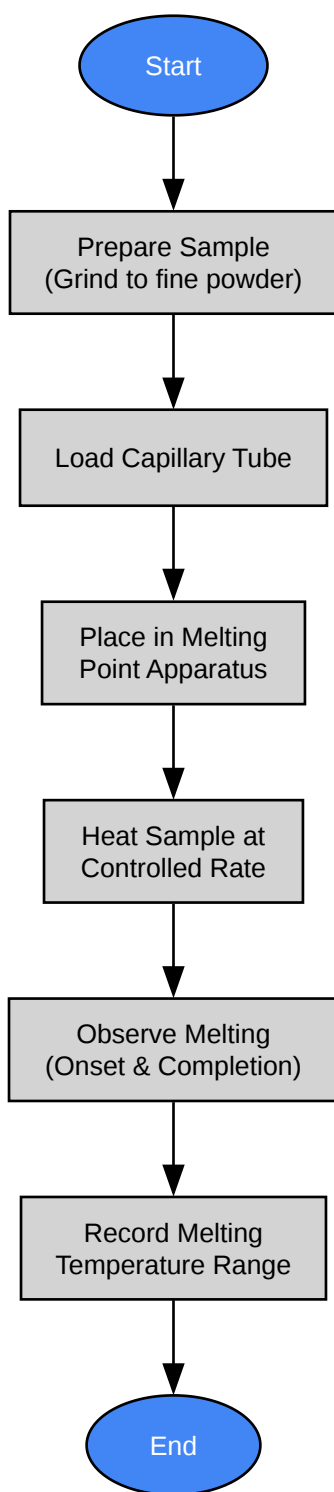 Start
Prepare Sample
(Grind to fine powder)
Load Capillary Tube
Place in Melting
Point Apparatus
Heat Sample at
Controlled Rate
Observe Melting
(Onset & Completion)
Record Melting
Temperature Range
End